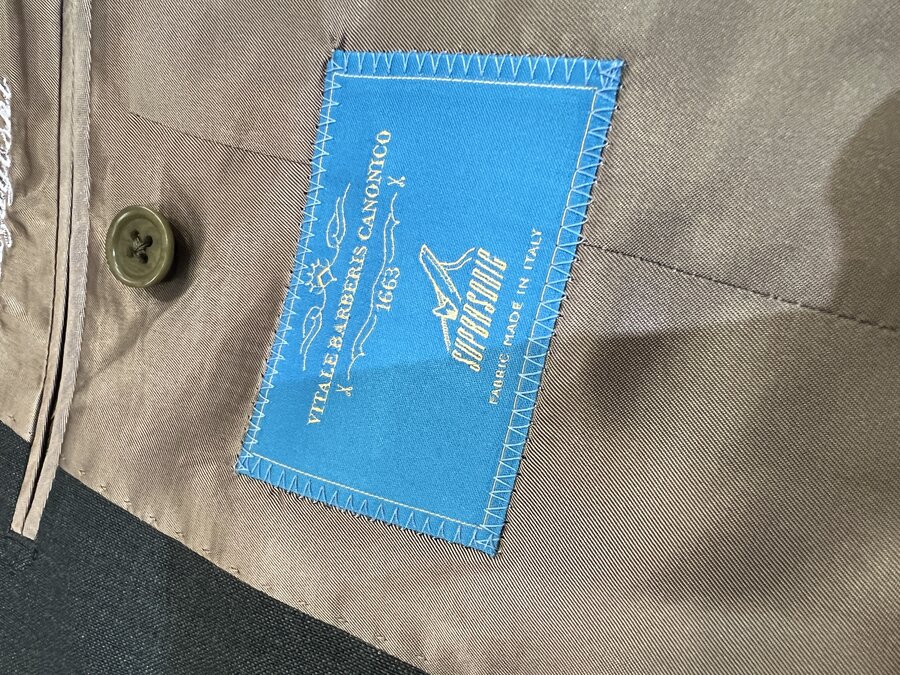 VITALE BARBERIS CANONICO
1663
SUPERSONIC
FABRIC MADE IN ITALY